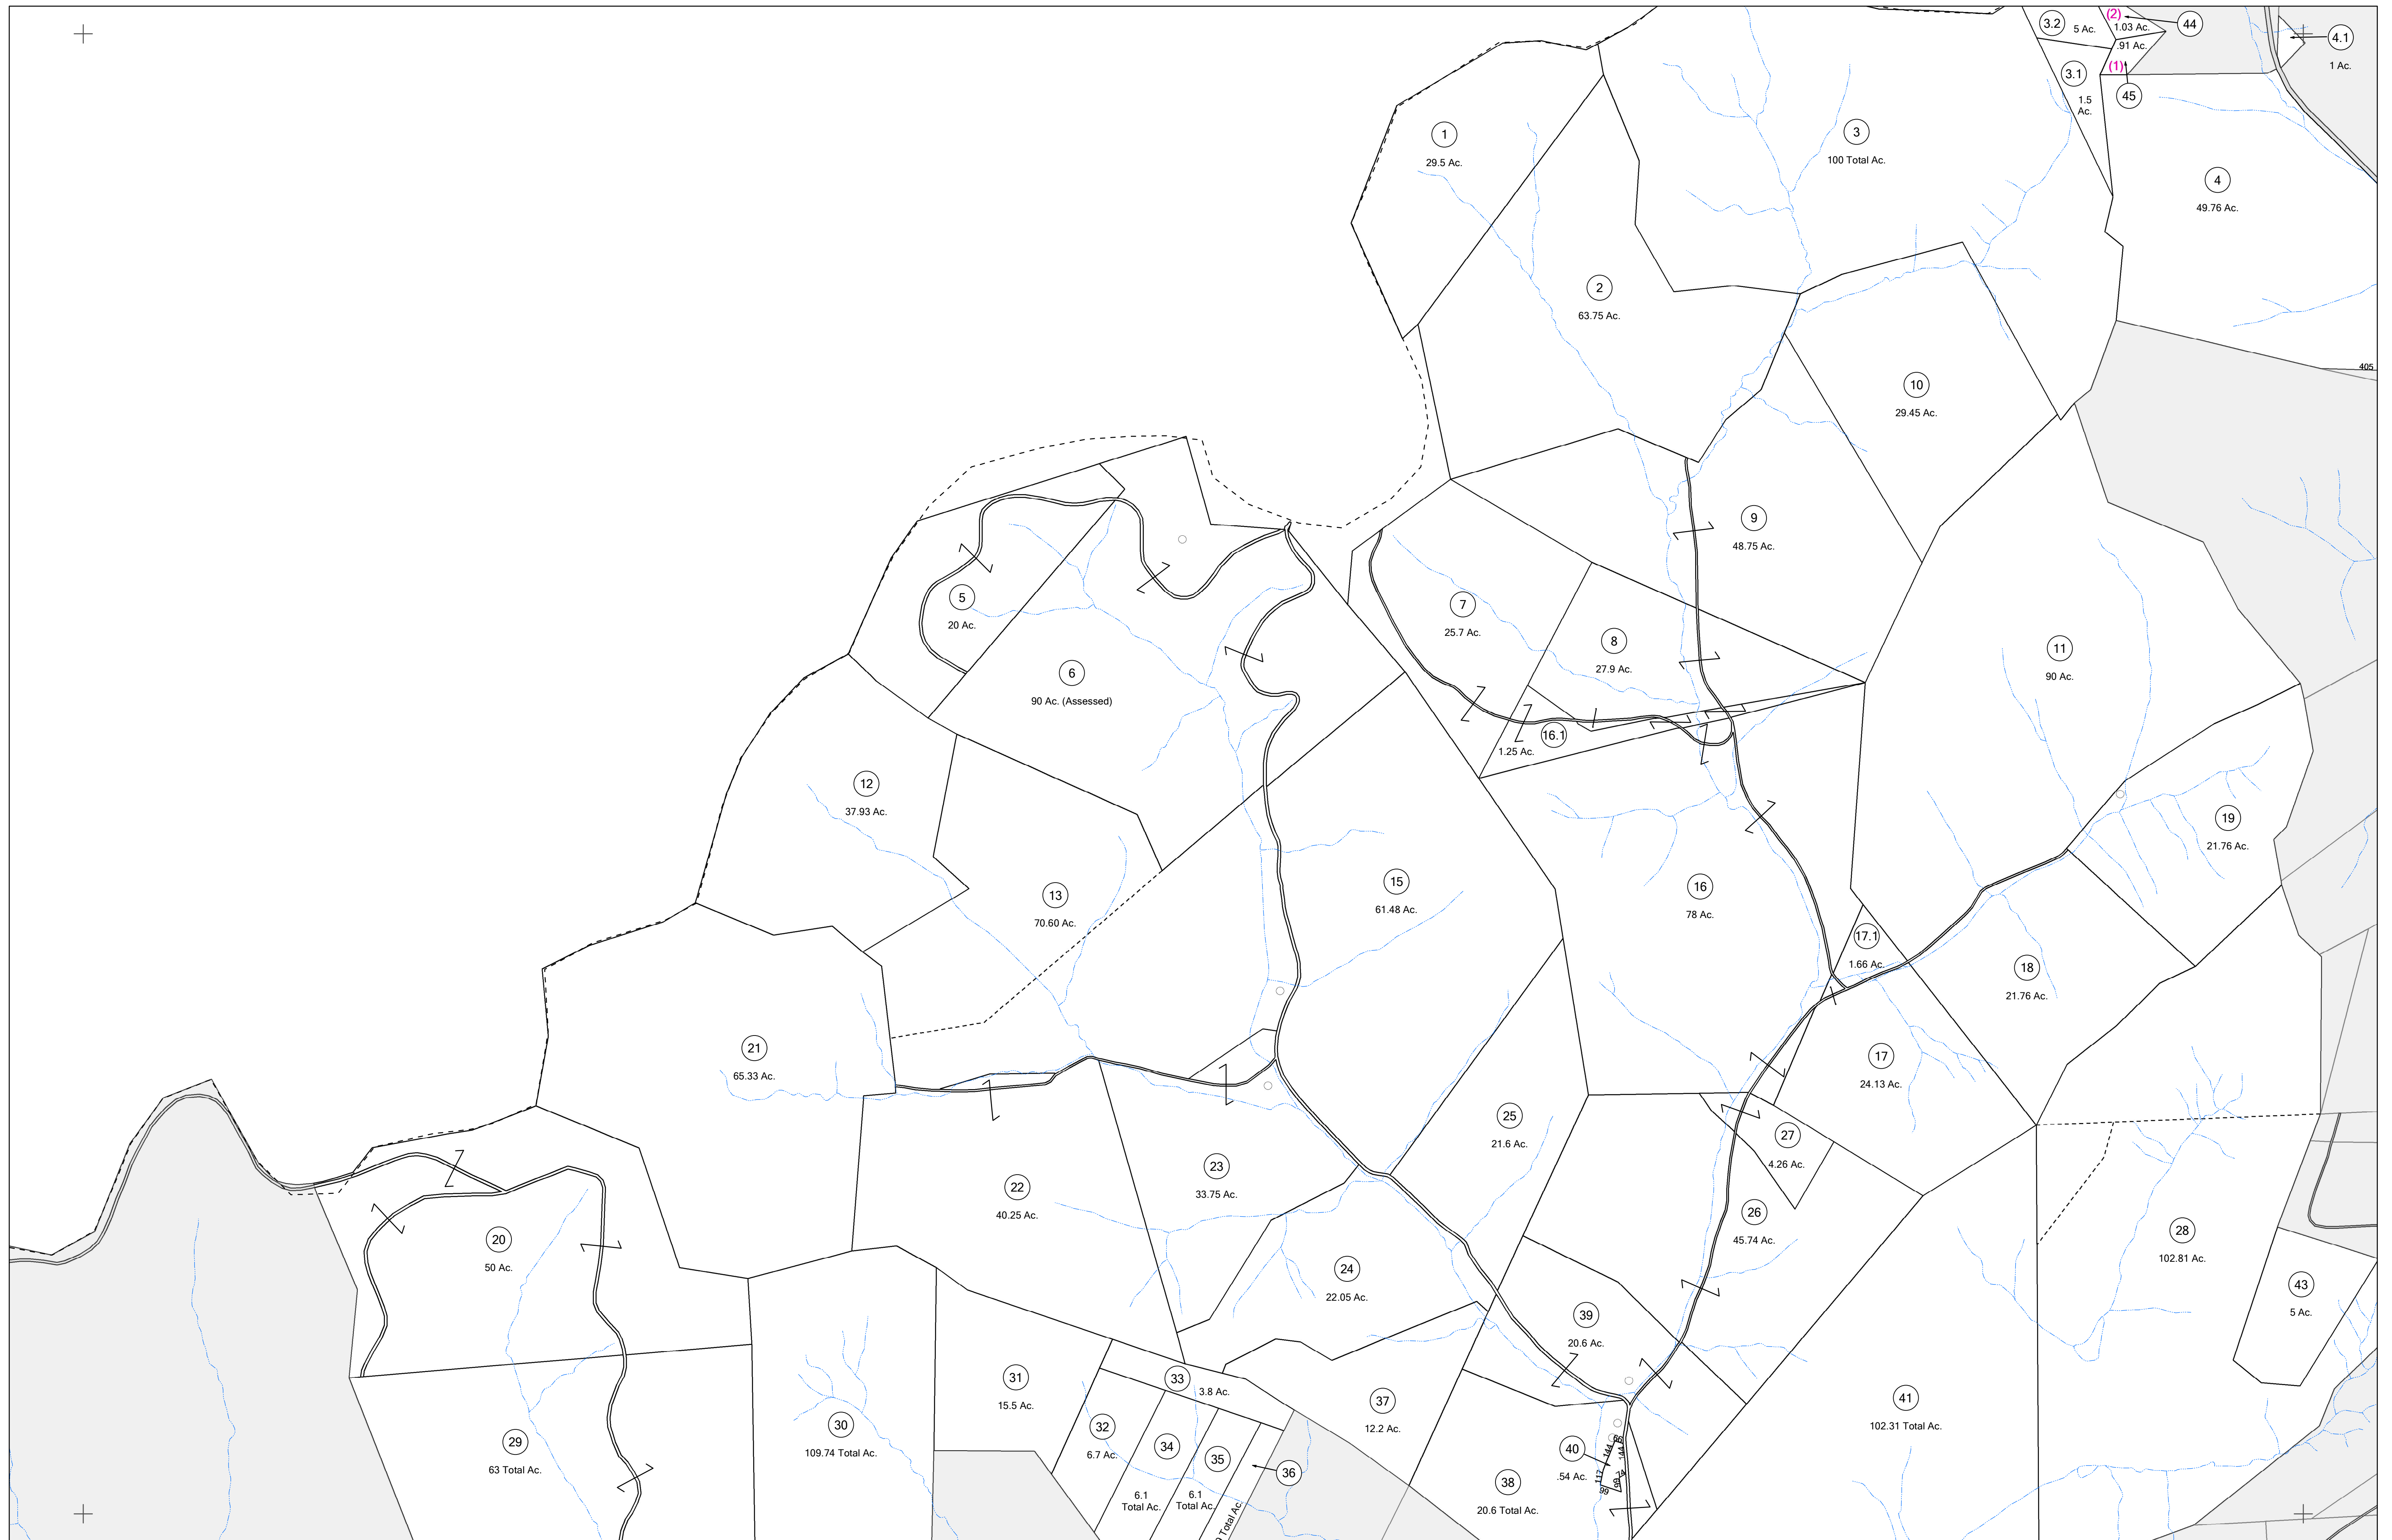 3.2
5 Ac.
(2)
1.03 Ac.
44
.91 Ac.
(1)
45
3.1
1.5
Ac.
4.1
1 Ac.
1
29.5 Ac.
3
100 Total Ac.
4
49.76 Ac.
2
63.75 Ac.
405
10
29.45 Ac.
9
48.75 Ac.
5
20 Ac.
7
25.7 Ac.
8
27.9 Ac.
6
90 Ac. (Assessed)
11
90 Ac.
16.1
1.25 Ac.
12
37.93 Ac.
19
21.76 Ac.
13
70.60 Ac.
15
61.48 Ac.
16
78 Ac.
17.1
1.66 Ac.
18
21.76 Ac.
21
65.33 Ac.
17
24.13 Ac.
25
21.6 Ac.
27
4.26 Ac.
23
33.75 Ac.
22
40.25 Ac.
26
45.74 Ac.
28
102.81 Ac.
20
50 Ac.
24
22.05 Ac.
43
5 Ac.
39
20.6 Ac.
31
15.5 Ac.
33
3.8 Ac.
37
12.2 Ac.
41
102.31 Total Ac.
30
109.74 Total Ac.
32
6.7 Ac.
34
6.1
Total Ac.
35
6.1
Total Ac.
36
Total Ac.
29
63 Total Ac.
40
.54 Ac.
144
144
117
38
20.6 Total Ac.